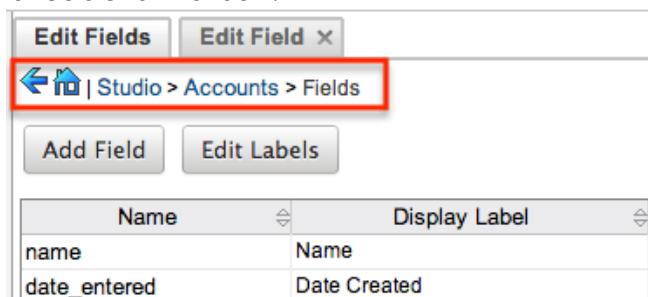 Edit Fields Edit Field ×
| Studio > Accounts > Fields
Add Field Edit Labels
Name Display Label
name Name
date_entered Date Created